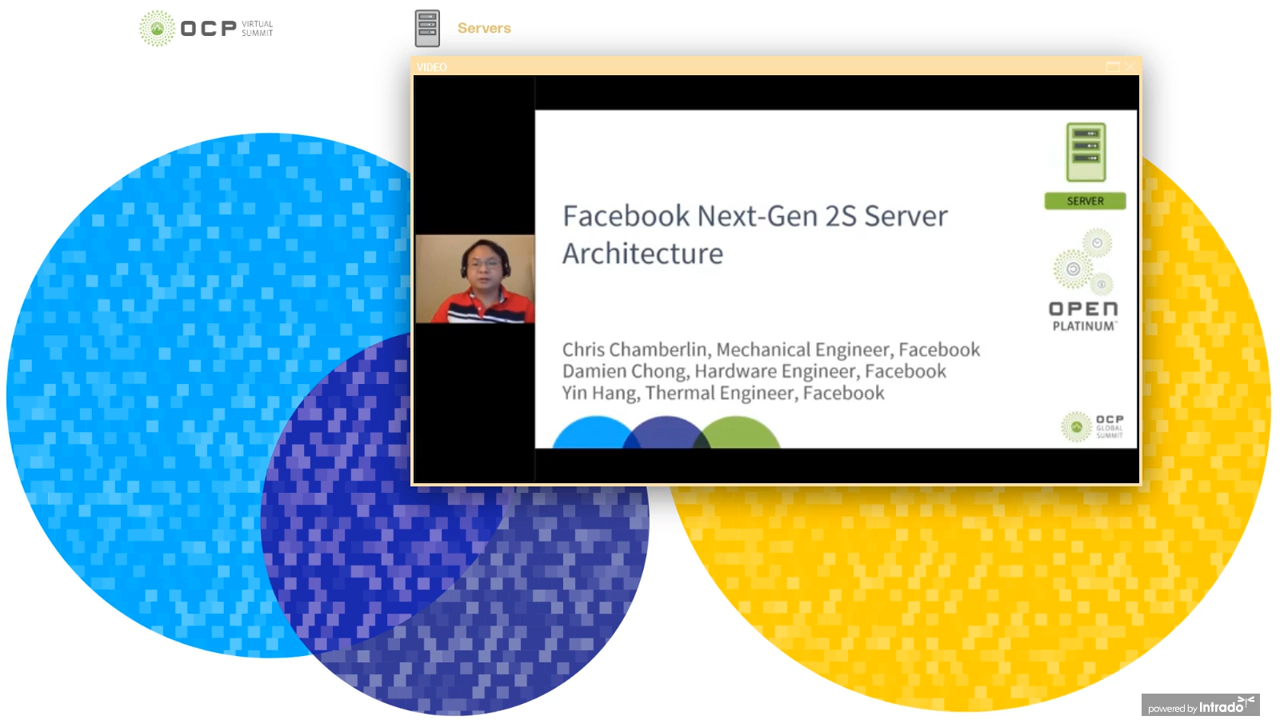 OCP VIRTUAL
SUMMIT
Servers
VIDEO
Facebook Next-Gen 2S Server
Architecture
SERVER
OPEN
PLATINUM™
Chris Chamberlin, Mechanical Engineer, Facebook
Damien Chong, Hardware Engineer, Facebook
Yin Hang, Thermal Engineer, Facebook
OCP
GLOBAL
SUMMIT
powered by Intrado